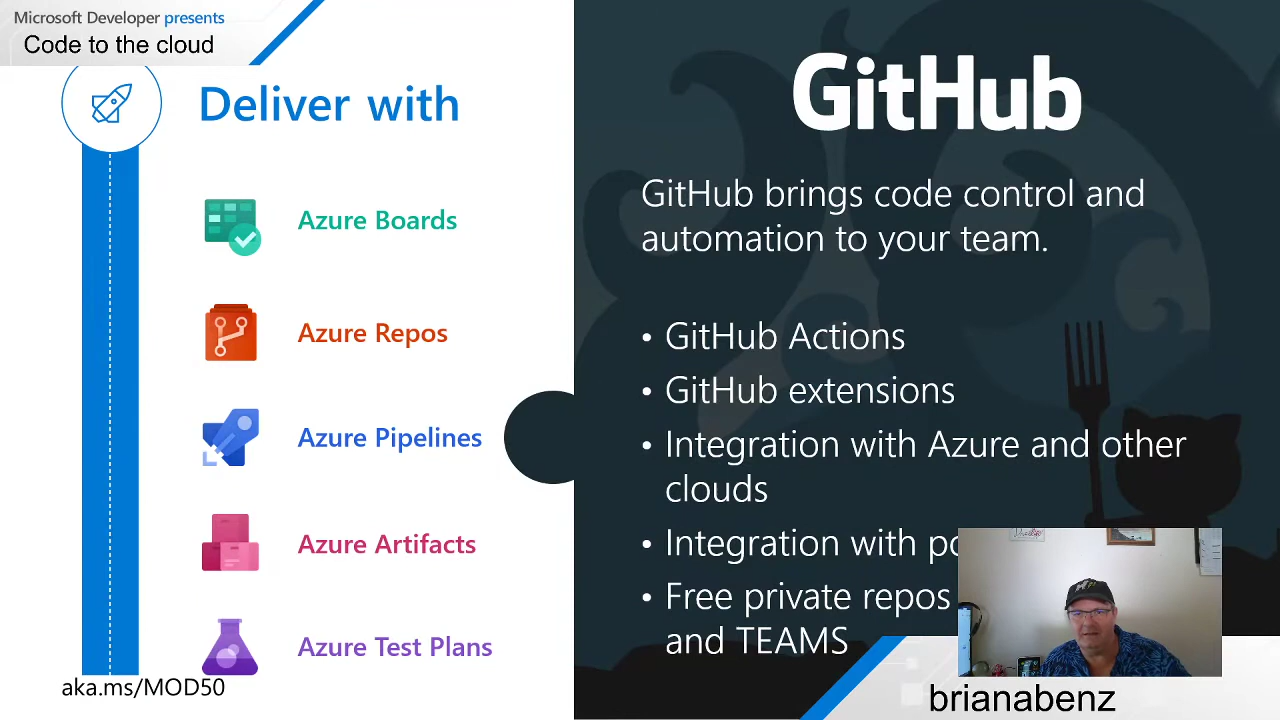 Microsoft Developer presents
Code to the cloud
Deliver with
Azure Boards
Azure Repos
Azure Pipelines
Azure Artifacts
Azure Test Plans
aka.ms/MOD50
GitHub
GitHub brings code control and
automation to your team.
• GitHub Actions
• GitHub extensions
• Integration with Azure and other
clouds
• Integration with
• Free private repos
and TEAMS
brianabenz